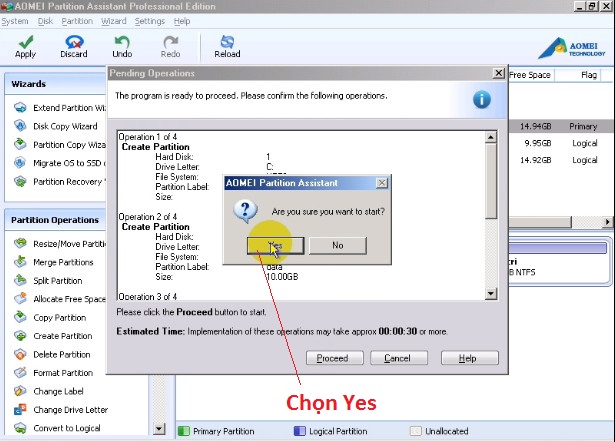 AOMEI Partition Assistant Professional Edition
System Disk Partition Wizard Settings Help
Apply Discard Undo Redo Reload
AOMEI
TECHNOLOGY
Wizards
Extend Partition Wi
Disk Copy Wizard
Partition Copy Wiza
Migrate OS to SSD o
Partition Recovery
Partition Operations
Resize/Move Partiti
Merge Partitions
Split Partition
Allocate Free Space
Copy Partition
Create Partition
Delete Partition
Format Partition
Change Label
Change Drive Letter
Convert to Logical
Pending Operations
The program is ready to proceed. Please confirm the following operations.
Operation 1 of 4
Create Partition
Hard Disk: 1
Drive Letter: C:
File System:
Partition Label:
Size:
Operation 2 of 4
Create Partition
Hard Disk:
Drive Letter:
File System:
Partition Label: data
Size: 10.00GB
Operation 3 of 4
Please click the Proceed button to start.
Estimated Time: Implementation of these operations may take approx 00:00:30 or more.
Proceed Cancel Help
AOMEI Partition Assistant
Are you sure you want to start?
Yes No
Free Space Flag
14.94GB Primary
9.95GB Logical
14.92GB Logical
tri
B NTFS
Chọn Yes
Primary Partition Logical Partition Unallocated